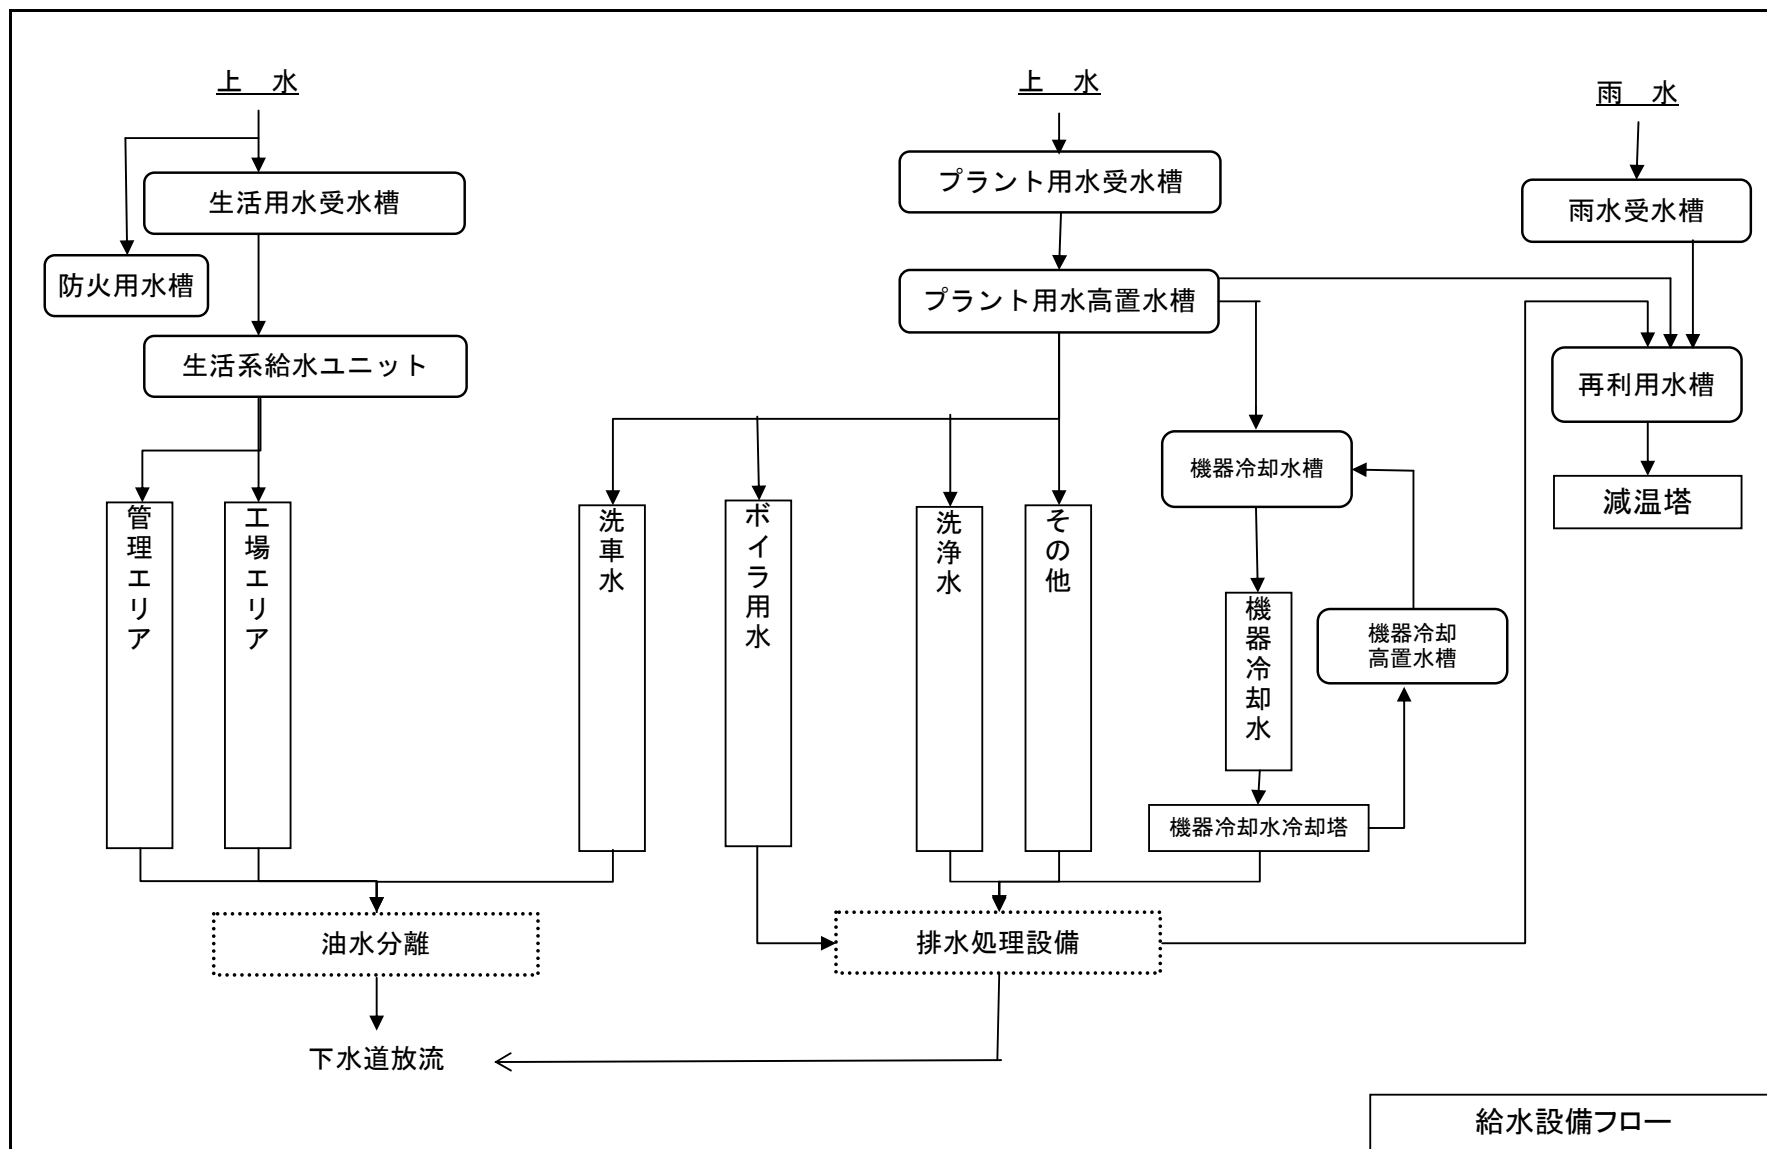 上　水
上　水
雨　水
生活用水受水槽
プラント用水受水槽
雨水受水槽
防火用水槽
プラント用水高置水槽
生活系給水ユニット
再利用水槽
機器冷却水槽
減温塔
管理エリア
工場エリア
洗車水
ボイラ用水
洗浄水
その他
機器冷却水
機器冷却
高置水槽
機器冷却水冷却塔
油水分離
排水処理設備
下水道放流
給水設備フロー